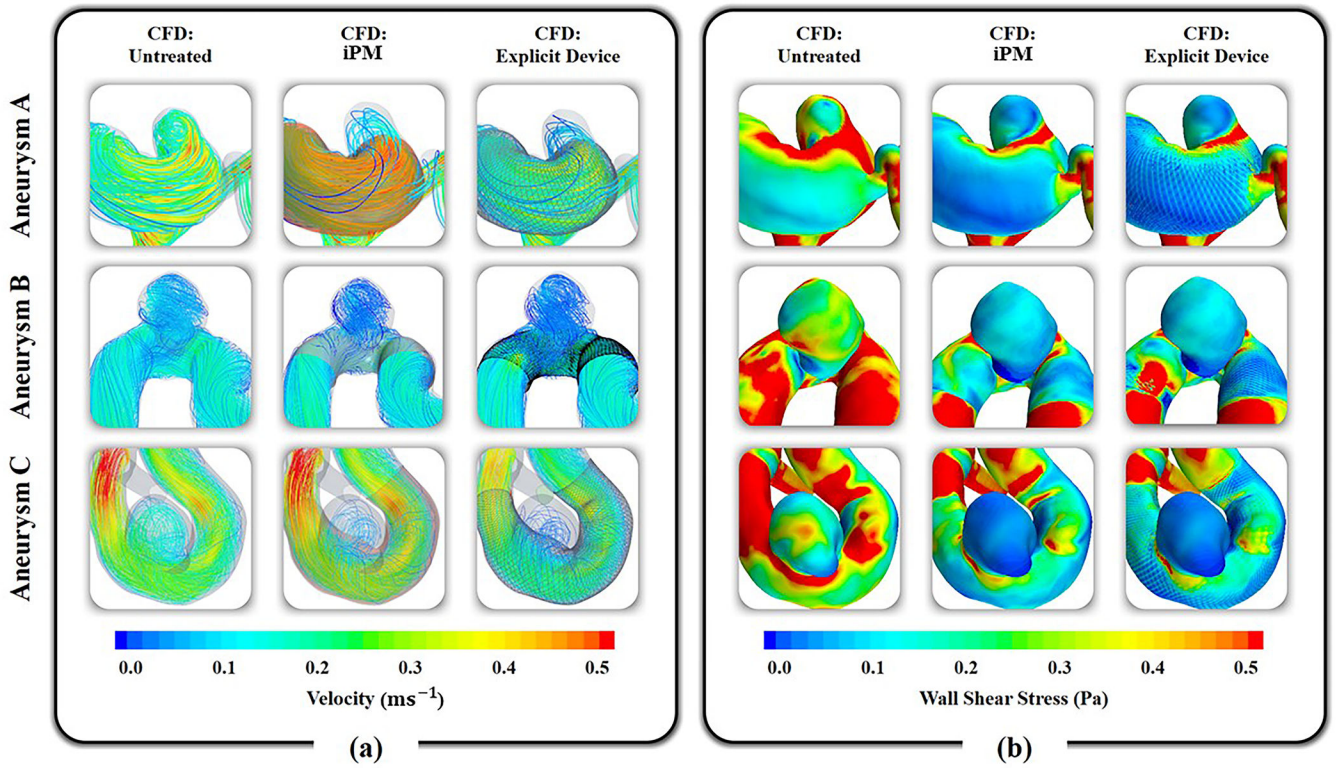 CFD:
Untreated
CFD:
iPM
CFD:
Explicit Device
CFD:
Untreated
CFD:
iPM
CFD:
Explicit Device
Aneurysm A
Aneurysm B
Aneurysm C
0.0 0.1 0.2 0.3 0.4 0.5
Velocity (ms⁻¹)
0.0 0.1 0.2 0.3 0.4 0.5
Wall Shear Stress (Pa)
(a)
(b)